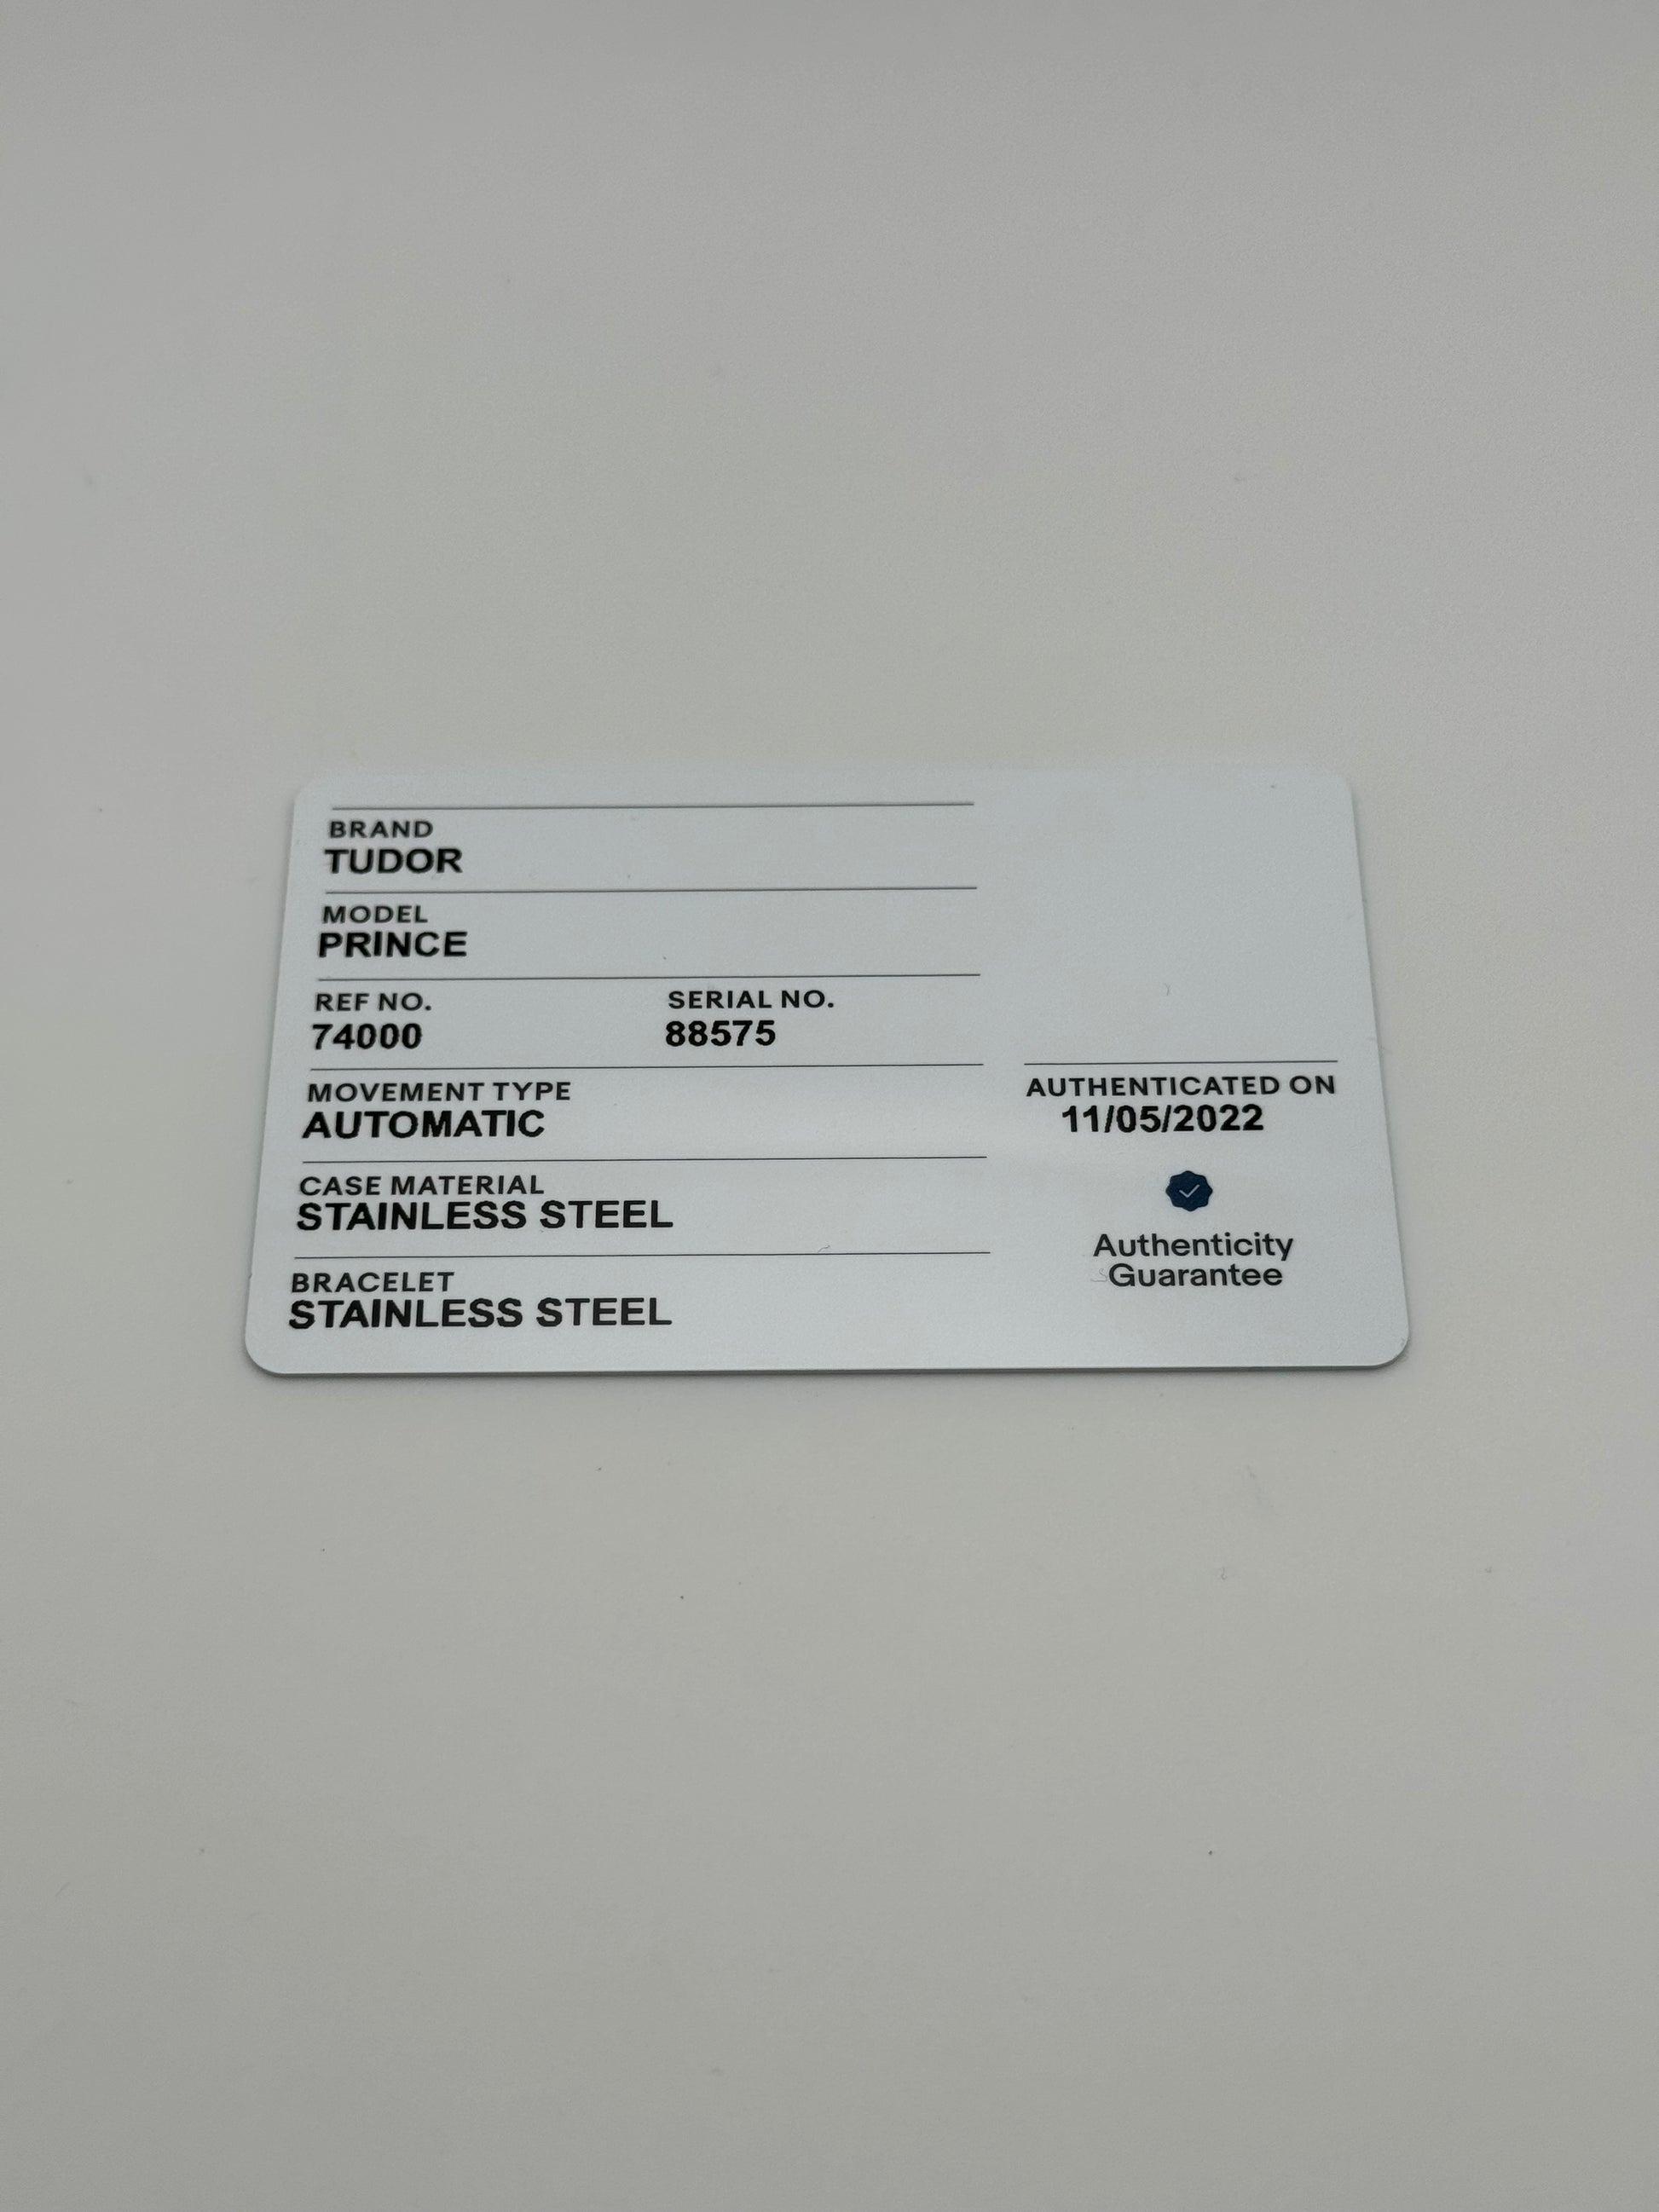 BRAND
TUDOR
MODEL
PRINCE
REF NO. SERIAL NO.
74000 88575
MOVEMENT TYPE
AUTOMATIC
CASE MATERIAL
STAINLESS STEEL
BRACELET
STAINLESS STEEL
AUTHENTICATED ON
11/05/2022
Authenticity
Guarantee